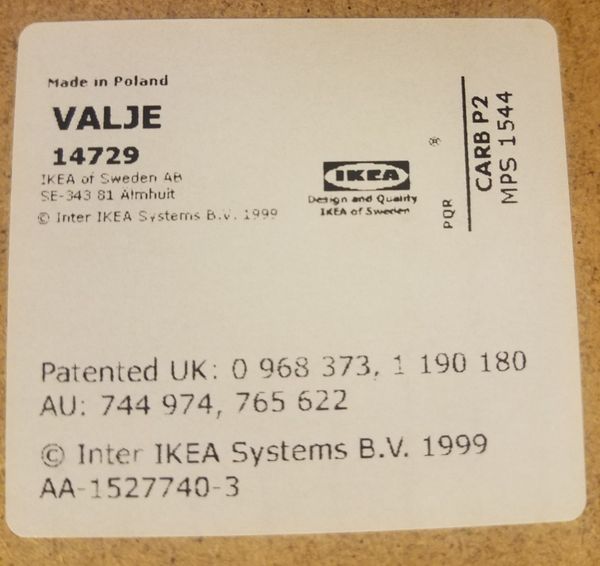 Made in Poland
VALJE
14729
IKEA of Sweden AB
SE-343 81 Älmhult
© Inter IKEA Systems B.V. 1999
IKEA
®
Design and Quality
IKEA of Sweden
PQR
CARB P2
MPS 1544
Patented UK: 0 968 373, 1 190 180
AU: 744 974, 765 622
© Inter IKEA Systems B.V. 1999
AA-1527740-3